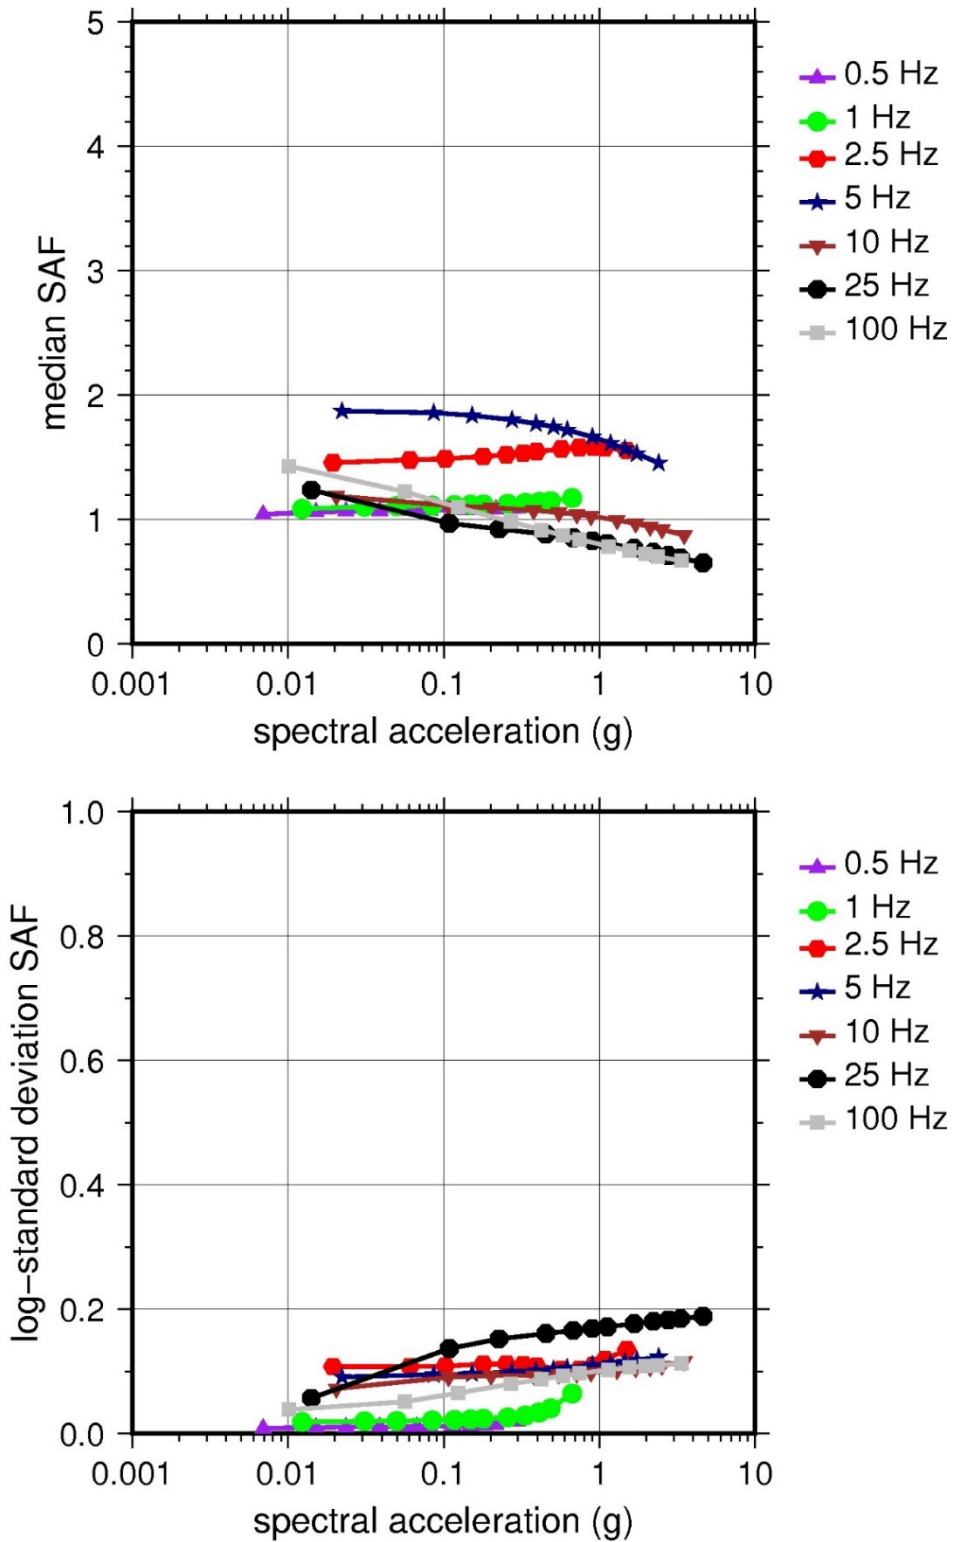 5
4
3
2
1
0
median SAF
0.001 0.01 0.1 1 10
spectral acceleration (g)
0.5 Hz
1 Hz
2.5 Hz
5 Hz
10 Hz
25 Hz
100 Hz
1.0
0.8
0.6
0.4
0.2
0.0
log-standard deviation SAF
0.001 0.01 0.1 1 10
spectral acceleration (g)
0.5 Hz
1 Hz
2.5 Hz
5 Hz
10 Hz
25 Hz
100 Hz